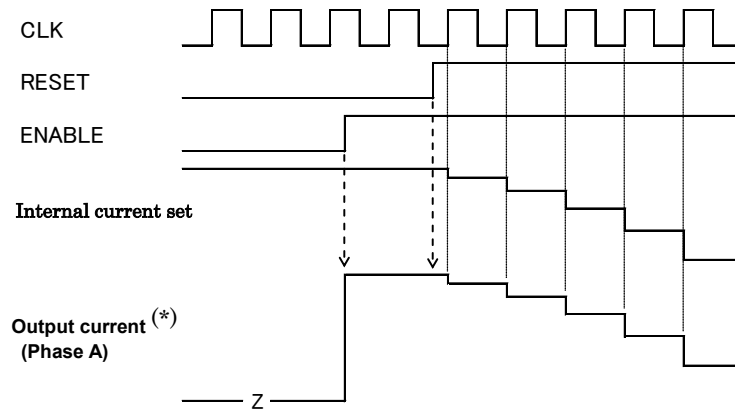 CLK
RESET
ENABLE
Internal current set
Output current (*)
(Phase A)
Z